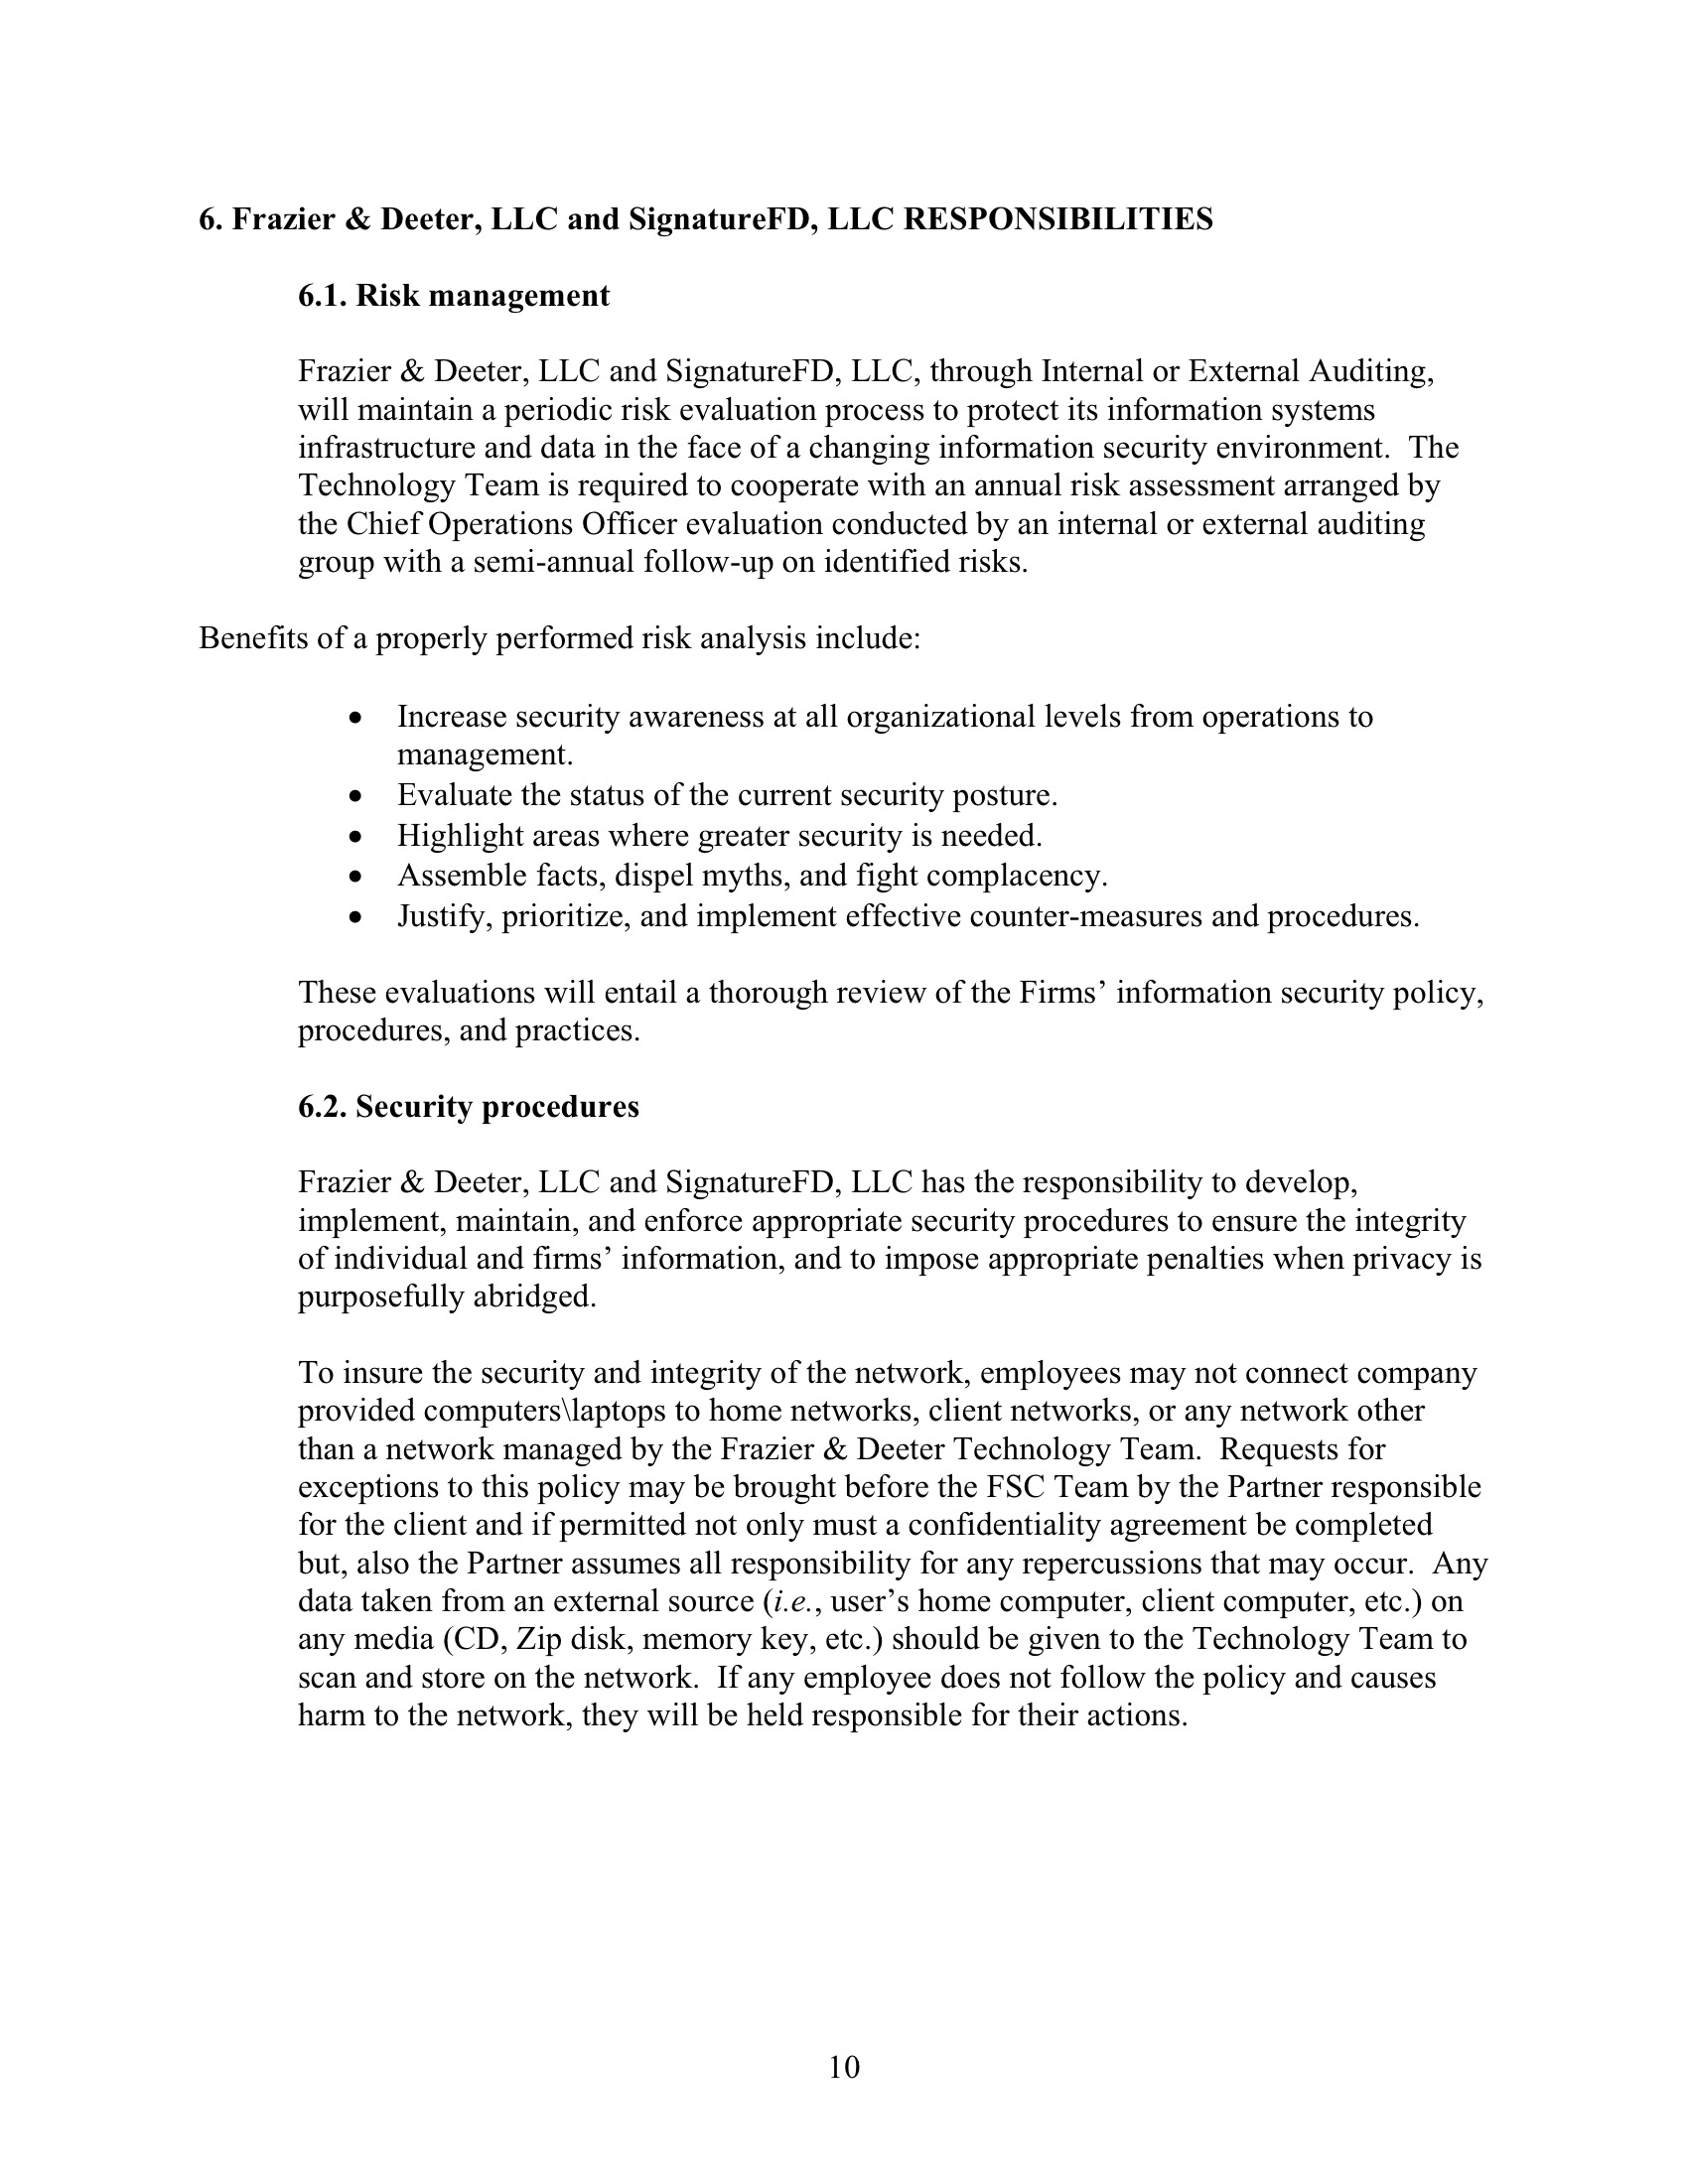 6. Frazier & Deeter, LLC and SignatureFD, LLC RESPONSIBILITIES
6.1. Risk management
Frazier & Deeter, LLC and SignatureFD, LLC, through Internal or External Auditing,
will maintain a periodic risk evaluation process to protect its information systems
infrastructure and data in the face of a changing information security environment.  The
Technology Team is required to cooperate with an annual risk assessment arranged by
the Chief Operations Officer evaluation conducted by an internal or external auditing
group with a semi-annual follow-up on identified risks.
Benefits of a properly performed risk analysis include:
• Increase security awareness at all organizational levels from operations to
management.
• Evaluate the status of the current security posture.
• Highlight areas where greater security is needed.
• Assemble facts, dispel myths, and fight complacency.
• Justify, prioritize, and implement effective counter-measures and procedures.
These evaluations will entail a thorough review of the Firms’ information security policy,
procedures, and practices.
6.2. Security procedures
Frazier & Deeter, LLC and SignatureFD, LLC has the responsibility to develop,
implement, maintain, and enforce appropriate security procedures to ensure the integrity
of individual and firms’ information, and to impose appropriate penalties when privacy is
purposefully abridged.
To insure the security and integrity of the network, employees may not connect company
provided computers\laptops to home networks, client networks, or any network other
than a network managed by the Frazier & Deeter Technology Team.  Requests for
exceptions to this policy may be brought before the FSC Team by the Partner responsible
for the client and if permitted not only must a confidentiality agreement be completed
but, also the Partner assumes all responsibility for any repercussions that may occur.  Any
data taken from an external source (i.e., user’s home computer, client computer, etc.) on
any media (CD, Zip disk, memory key, etc.) should be given to the Technology Team to
scan and store on the network.  If any employee does not follow the policy and causes
harm to the network, they will be held responsible for their actions.
10